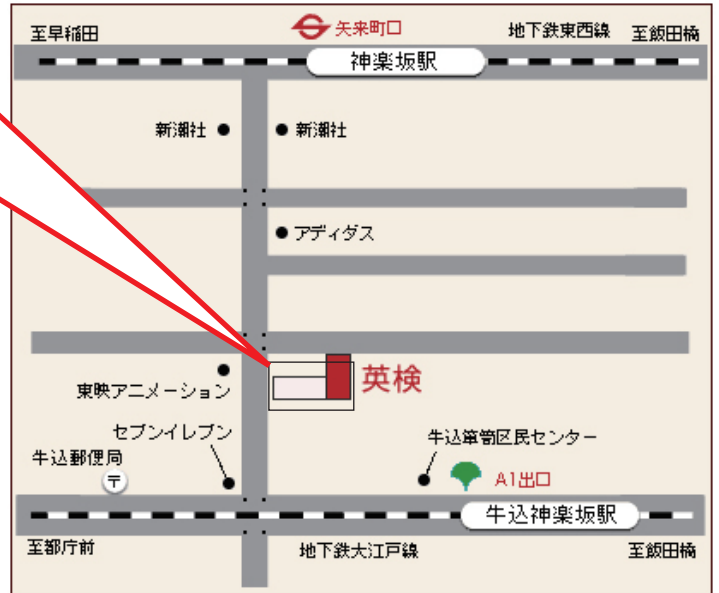 至早稲田
矢来町口
地下鉄東西線
至飯田橋
神楽坂駅
新潮社
新潮社
アディダス
英検
東映アニメーション
セブンイレブン
牛込郵便局
〒
牛込箪笥区民センター
A1出口
牛込神楽坂駅
至都庁前
地下鉄大江戸線
至飯田橋